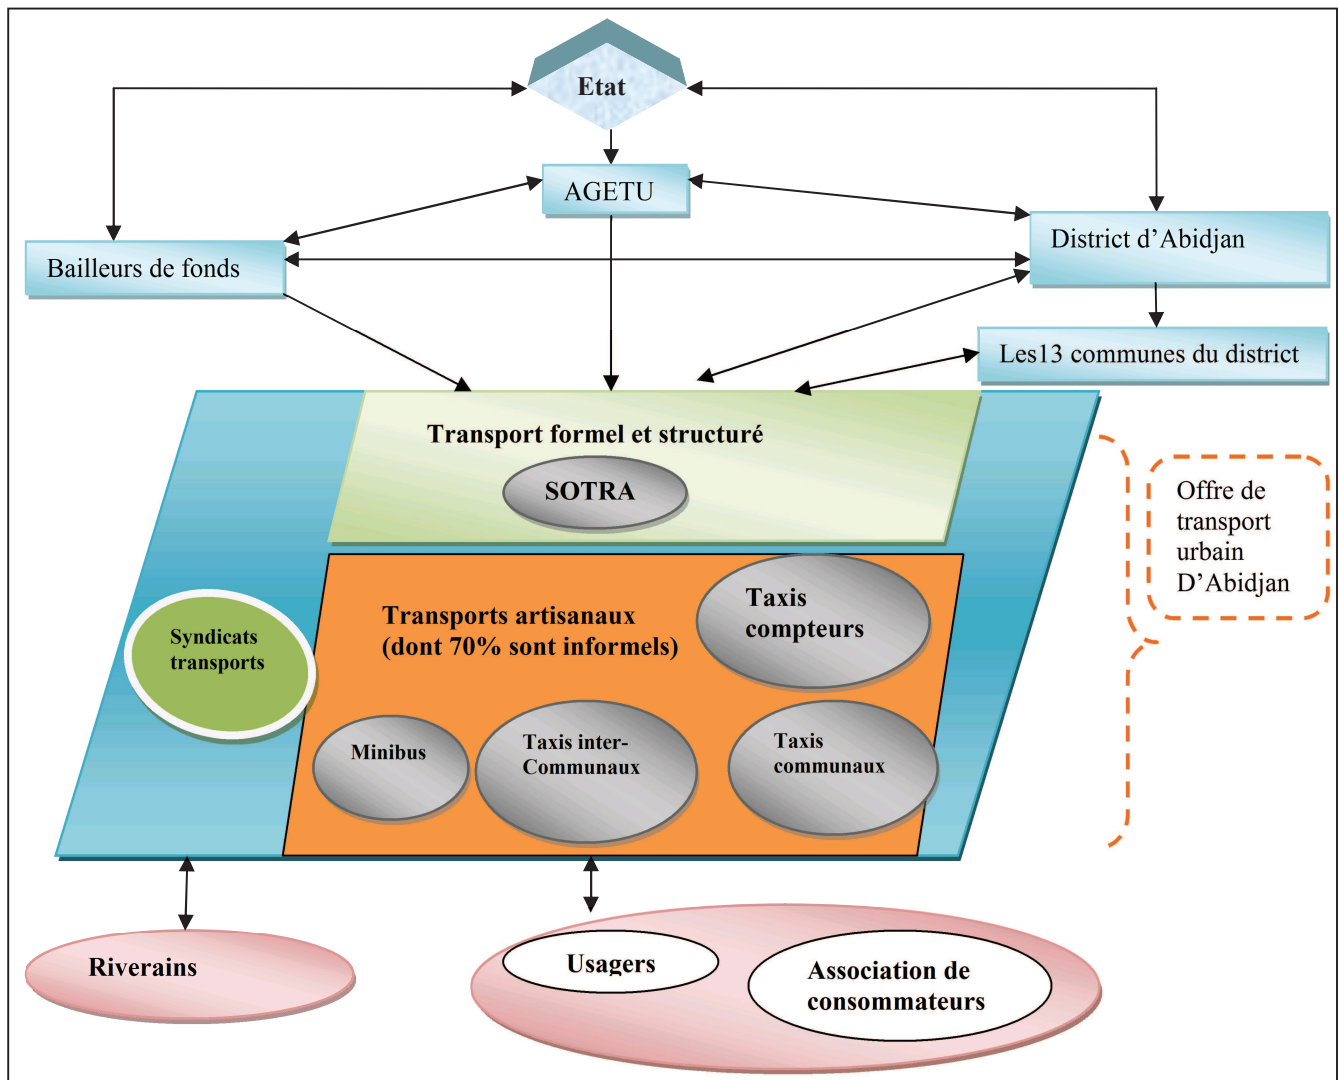 Etat
AGETU
Bailleurs de fonds
District d’Abidjan
Les13 communes du district
Transport formel et structuré
SOTRA
Offre de
transport
urbain
D’Abidjan
Transports artisanaux
(dont 70% sont informels)
Taxis
compteurs
Syndicats
transports
Minibus
Taxis inter-
Communaux
Taxis
communaux
Riverains
Usagers
Association de
consommateurs